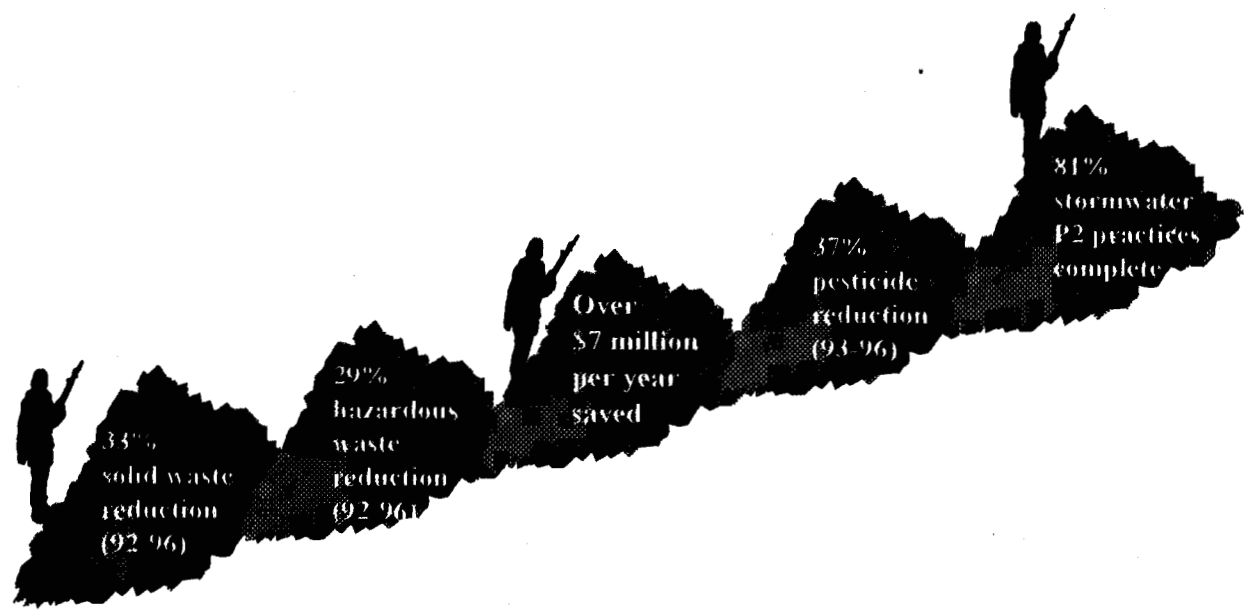 33%
solid waste
reduction
(92-96)
29%
hazardous
waste
reduction
(92-96)
Over
$7 million
per year
saved
37%
pesticide
reduction
(93-96)
81%
stormwater
P2 practices
complete